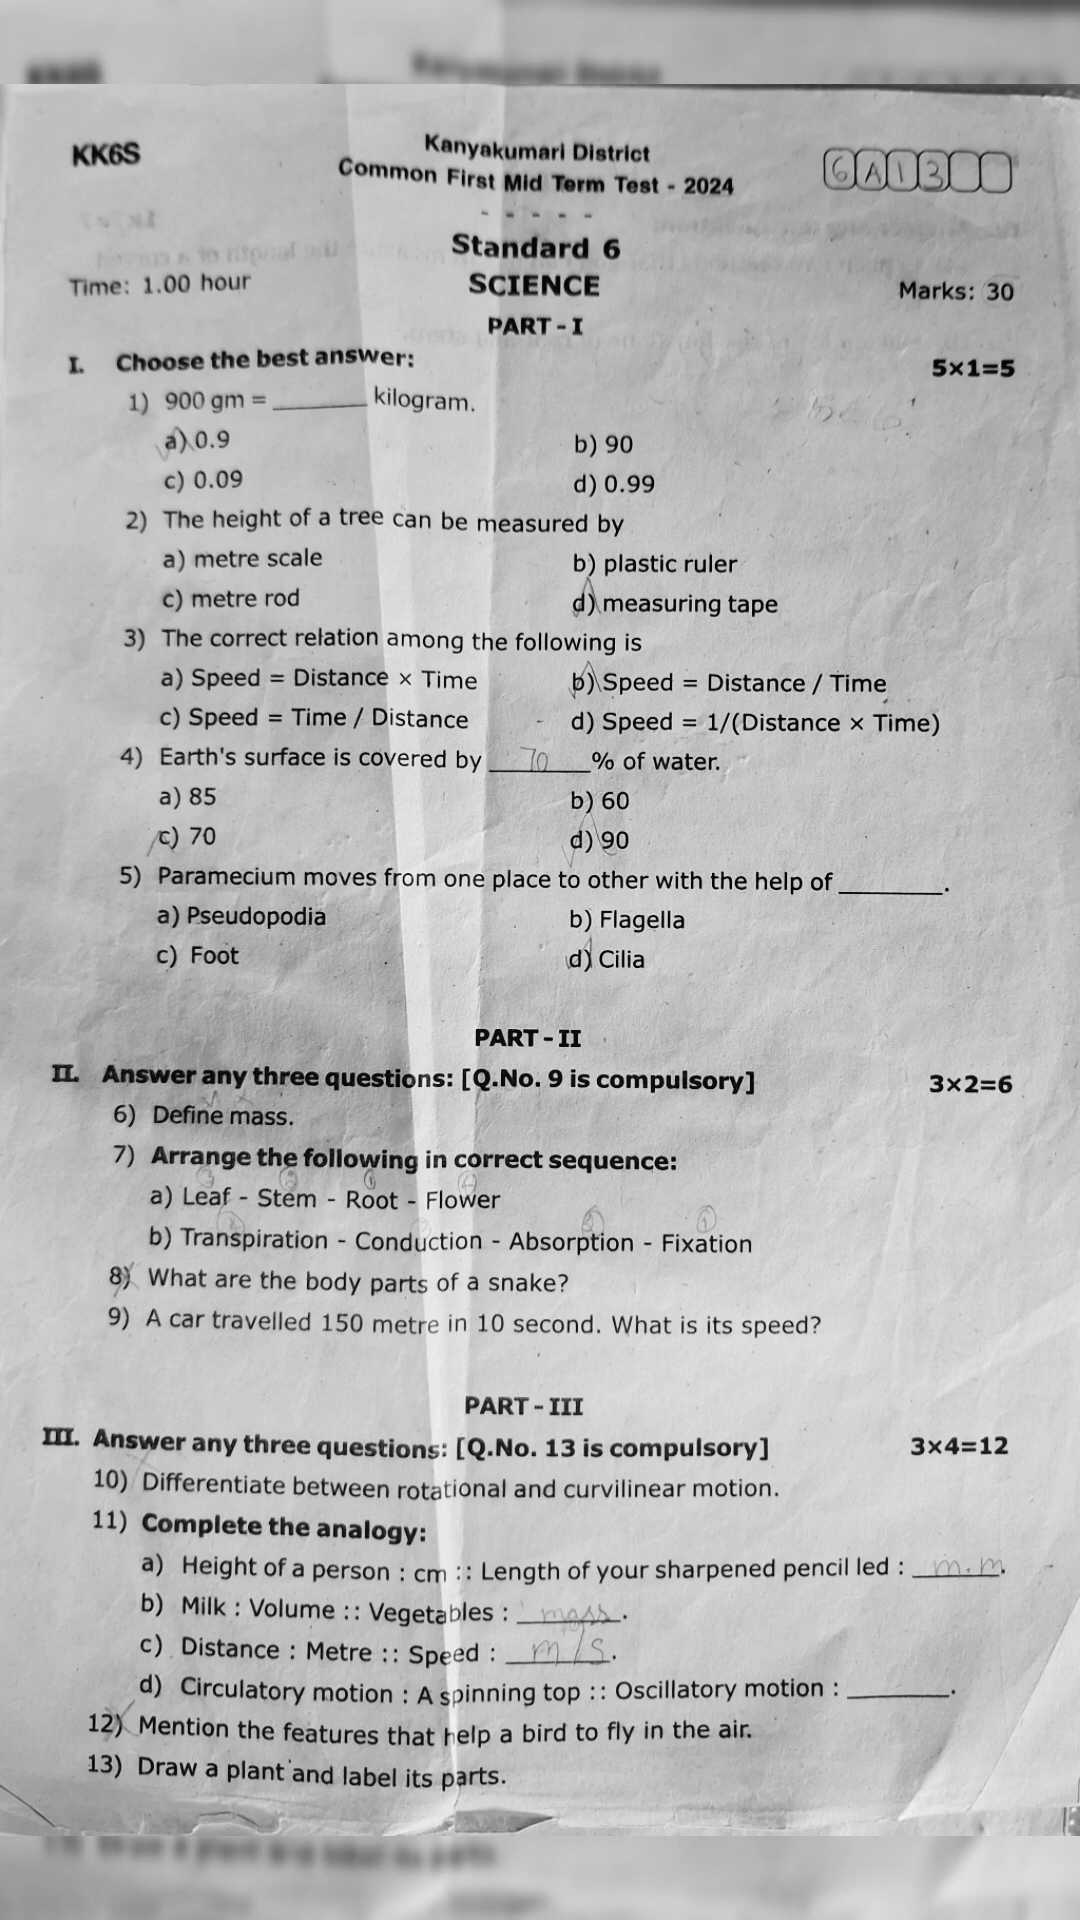 KK6S
Kanyakumari District
Common First Mid Term Test - 2024
6 A 1 3
- - - - -
Standard 6
Time: 1.00 hour SCIENCE Marks: 30
PART - I
I. Choose the best answer: 5×1=5
1) 900 gm = ________ kilogram.
a) 0.9 b) 90
c) 0.09 d) 0.99
2) The height of a tree can be measured by
a) metre scale b) plastic ruler
c) metre rod d) measuring tape
3) The correct relation among the following is
a) Speed = Distance × Time b) Speed = Distance / Time
c) Speed = Time / Distance d) Speed = 1/(Distance × Time)
4) Earth's surface is covered by 70 % of water.
a) 85 b) 60
c) 70 d) 90
5) Paramecium moves from one place to other with the help of ________.
a) Pseudopodia b) Flagella
c) Foot d) Cilia
PART - II
II. Answer any three questions: [Q.No. 9 is compulsory] 3×2=6
6) Define mass.
7) Arrange the following in correct sequence:
3 2 1 4
a) Leaf - Stem - Root - Flower
b) Transpiration - Conduction - Absorption - Fixation
8) What are the body parts of a snake?
9) A car travelled 150 metre in 10 second. What is its speed?
PART - III
III. Answer any three questions: [Q.No. 13 is compulsory] 3×4=12
10) Differentiate between rotational and curvilinear motion.
11) Complete the analogy:
a) Height of a person : cm :: Length of your sharpened pencil led : m.m.
b) Milk : Volume :: Vegetables : mass.
c) Distance : Metre :: Speed : m/s.
d) Circulatory motion : A spinning top :: Oscillatory motion : ________.
12) Mention the features that help a bird to fly in the air.
13) Draw a plant and label its parts.